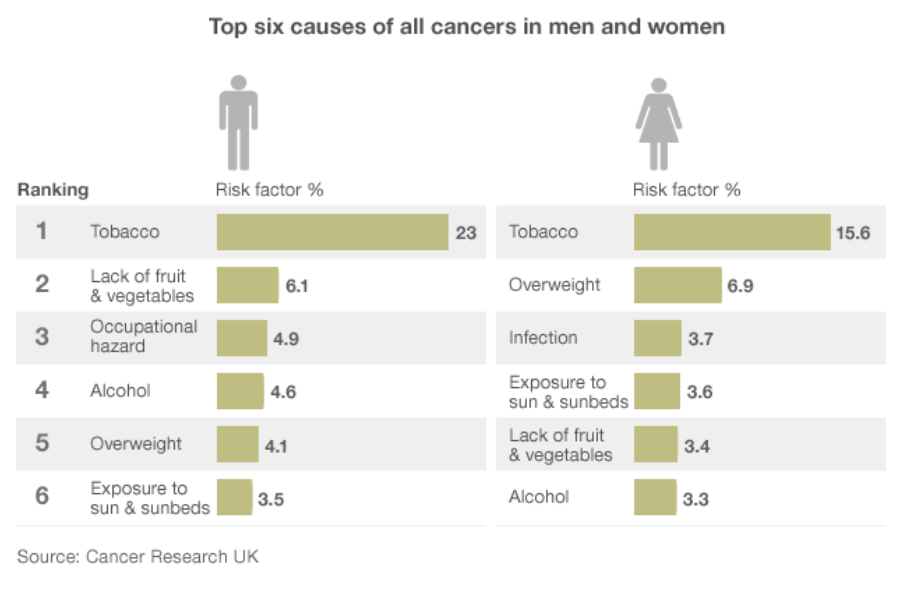 Top six causes of all cancers in men and women
Ranking
Risk factor %
Risk factor %
1
Tobacco
23
Tobacco
15.6
2
Lack of fruit
& vegetables
6.1
Overweight
6.9
3
Occupational
hazard
4.9
Infection
3.7
4
Alcohol
4.6
Exposure to
sun & sunbeds
3.6
5
Overweight
4.1
Lack of fruit
& vegetables
3.4
6
Exposure to
sun & sunbeds
3.5
Alcohol
3.3
Source: Cancer Research UK